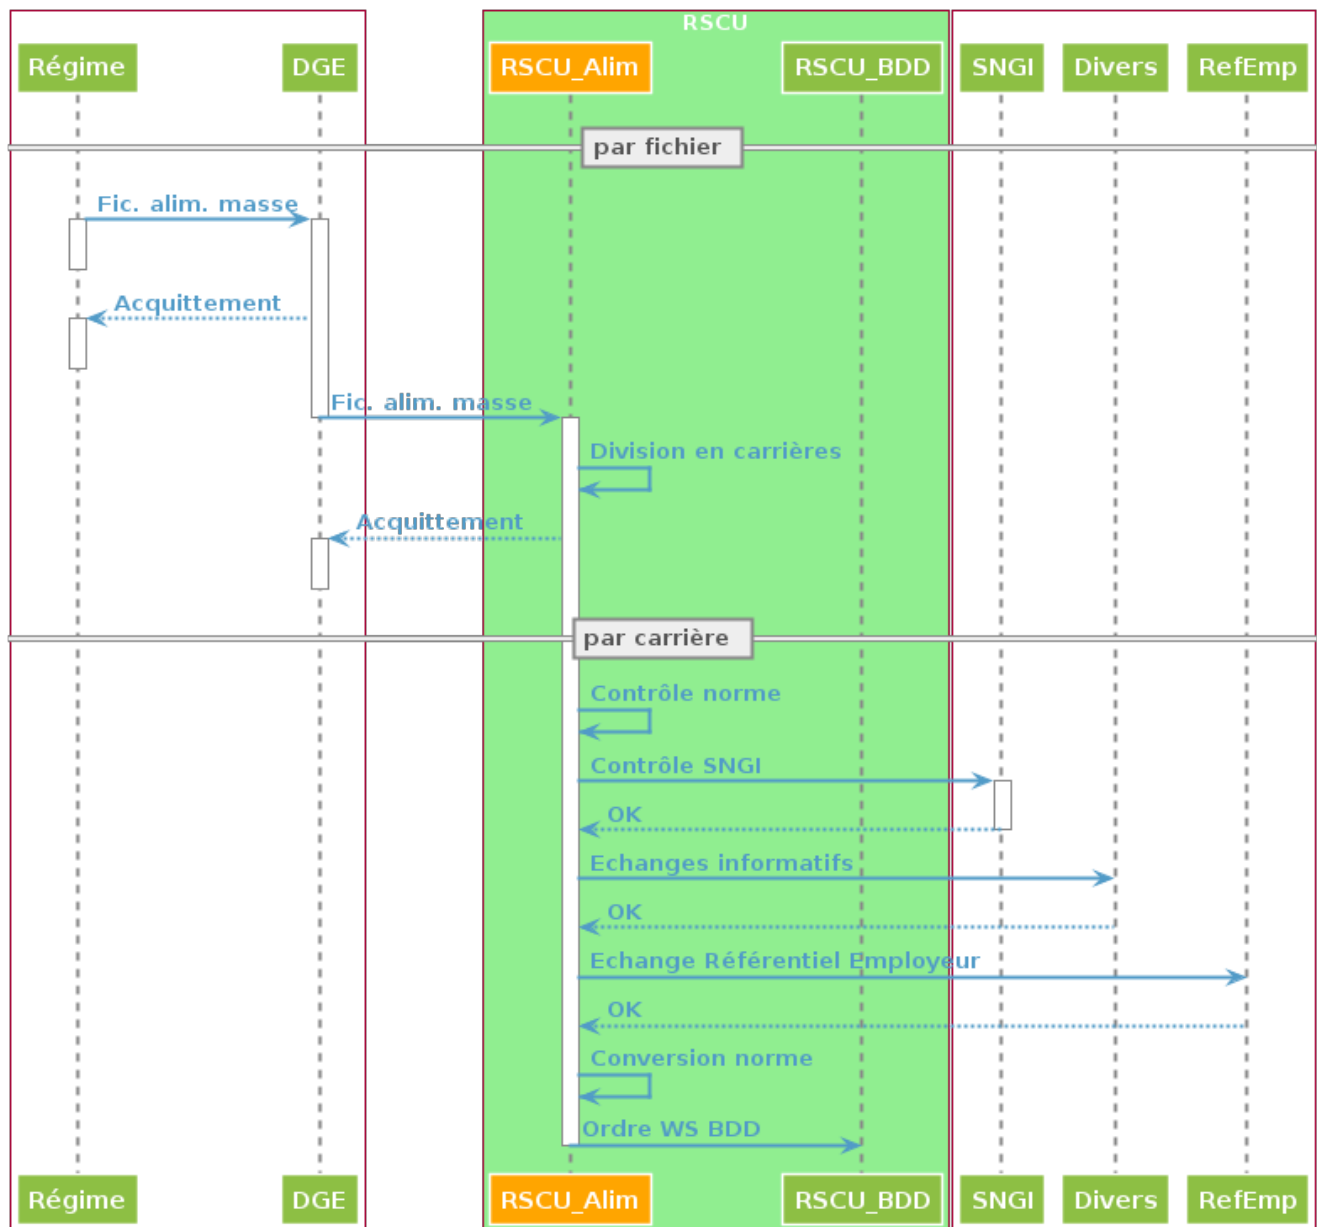 RSCU
Régime DGE RSCU_Alim RSCU_BDD SNGI Divers RefEmp
par fichier
Fic. alim. masse
Acquittement
Fic. alim. masse
Division en carrières
Acquittement
par carrière
Contrôle norme
Contrôle SNGI
OK
Echanges informatifs
OK
Echange Référentiel Employeur
OK
Conversion norme
Ordre WS BDD
Régime DGE RSCU_Alim RSCU_BDD SNGI Divers RefEmp